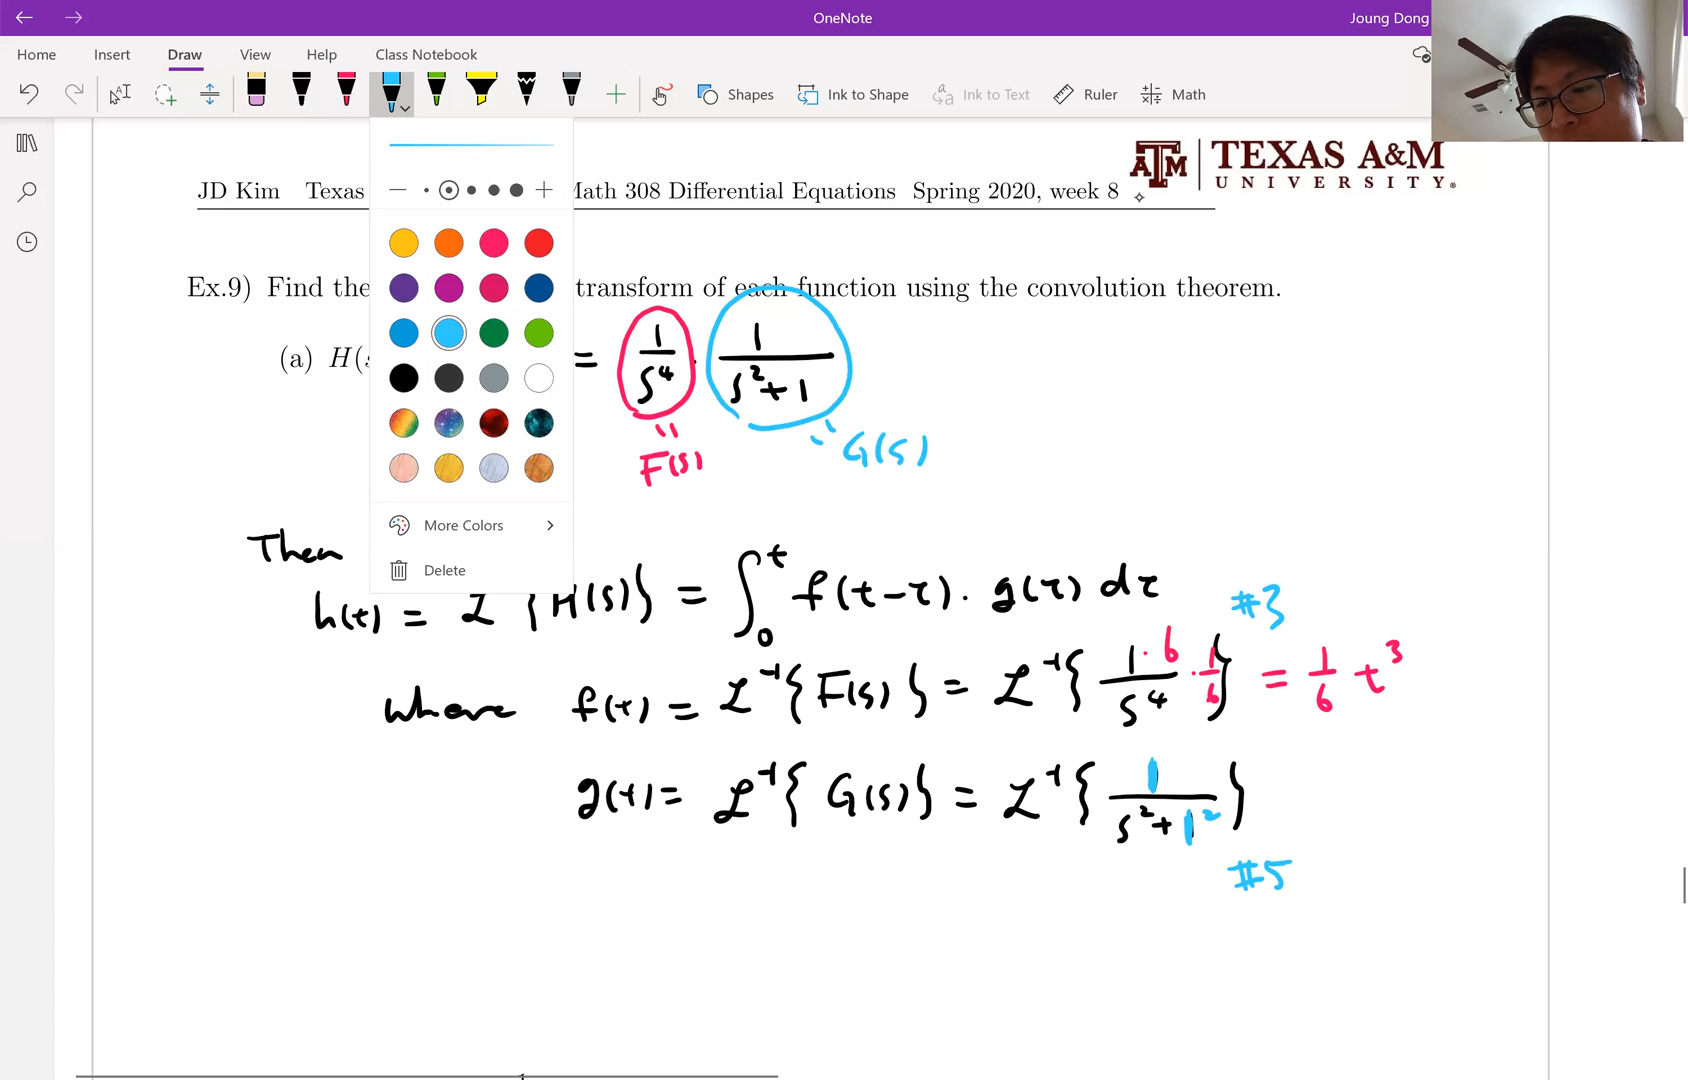 OneNote
Joung Dong
Home Insert Draw View Help Class Notebook
Shapes Ink to Shape Ink to Text Ruler Math
TEXAS A&M
UNIVERSITY
JD Kim Texas Math 308 Differential Equations Spring 2020, week 8
Ex.9) Find the transform of each function using the convolution theorem.
(a) H( = 1/S⁴ · 1/(s²+1)
F(s) G(s)
More Colors
Delete
Then
h(t) = ℒ {H(s)} = ∫₀ᵗ f(t-τ) · g(τ) dτ
#3
where f(t) = ℒ⁻¹{F(s)} = ℒ⁻¹{ 1·6/s⁴ · 1/6 } = 1/6 t³
g(t) = ℒ⁻¹{ G(s)} = ℒ⁻¹{ 1/(s²+1²) }
#5